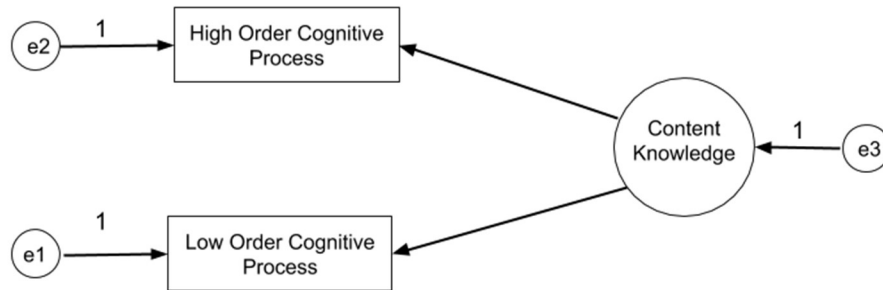 e2
1
High Order Cognitive
Process
Content
Knowledge
1
e3
1
e1
Low Order Cognitive
Process